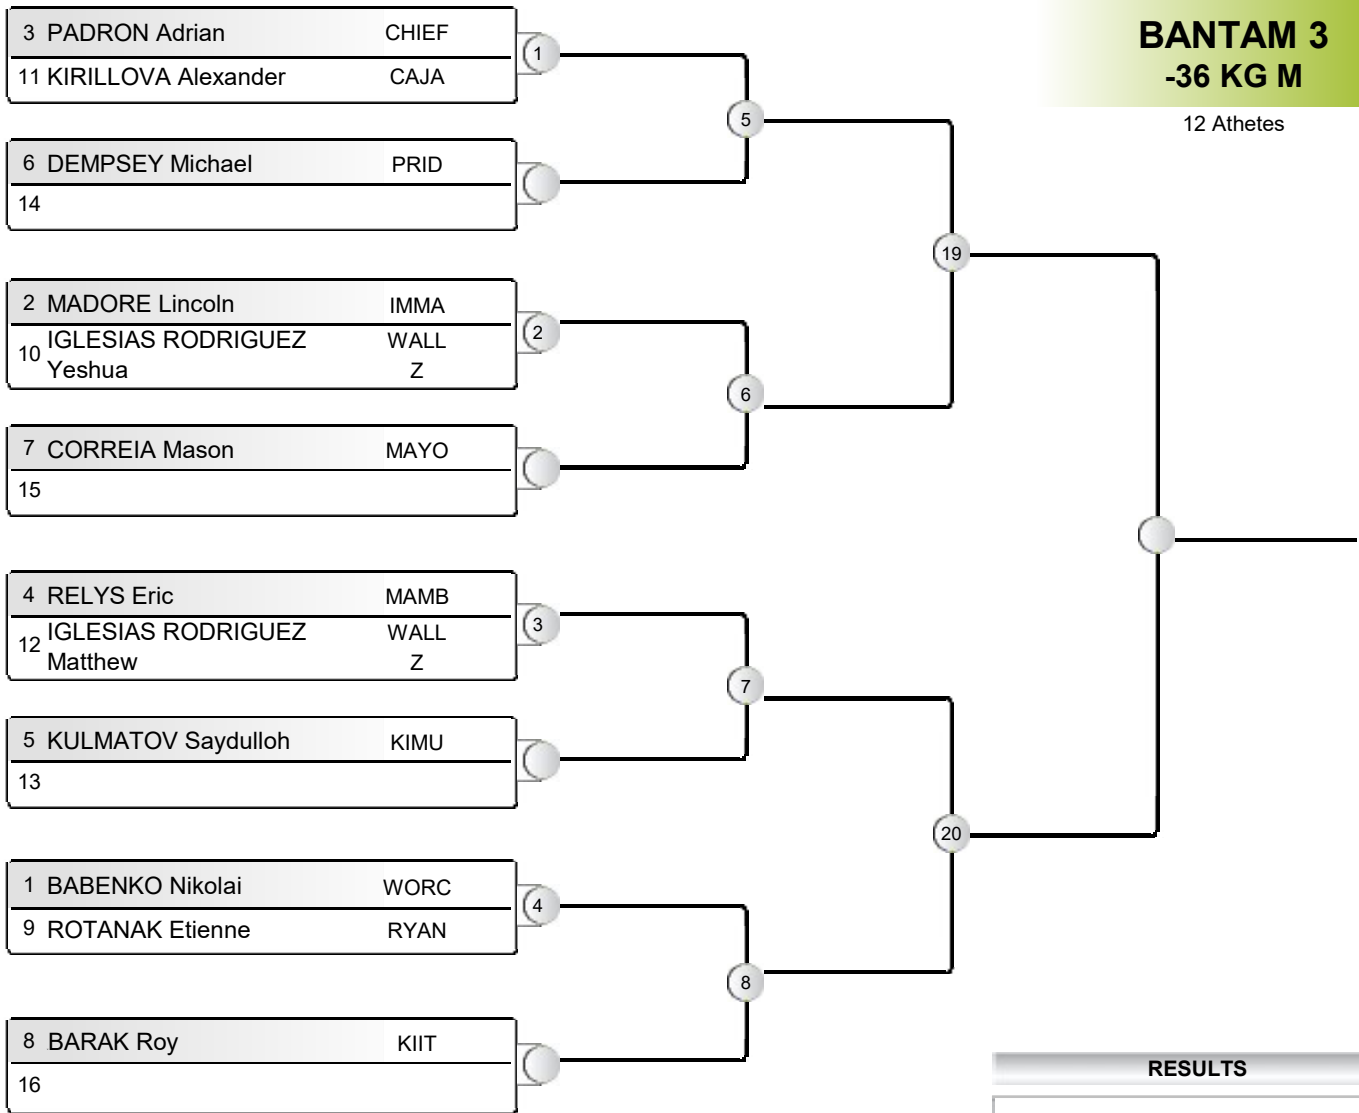 BANTAM 3
-36 KG M
12 Athetes
3 PADRON Adrian CHIEF
11 KIRILLOVA Alexander CAJA
1
5
6 DEMPSEY Michael PRID
14
19
2 MADORE Lincoln IMMA
10 IGLESIAS RODRIGUEZ WALL
Yeshua Z
2
6
7 CORREIA Mason MAYO
15
4 RELYS Eric MAMB
12 IGLESIAS RODRIGUEZ WALL
Matthew Z
3
7
5 KULMATOV Saydulloh KIMU
13
20
1 BABENKO Nikolai WORC
9 ROTANAK Etienne RYAN
4
8
8 BARAK Roy KIIT
16
RESULTS